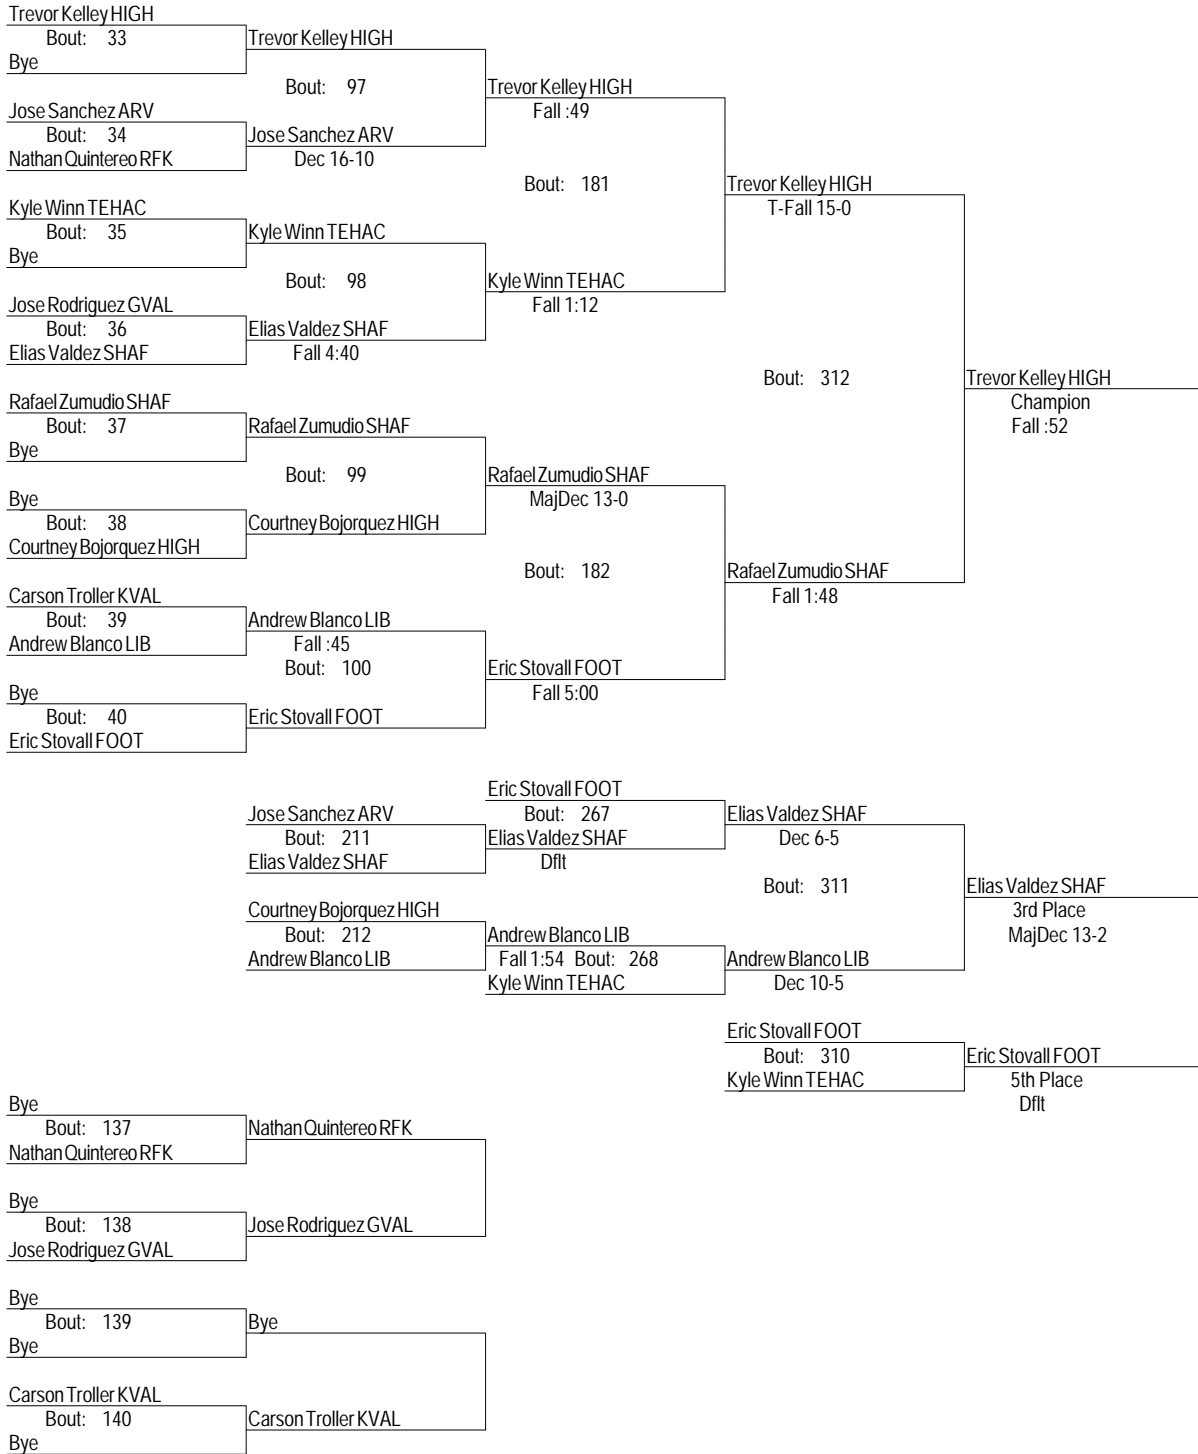 Trevor Kelley HIGH
Bout: 33
Trevor Kelley HIGH
Bye
Bout: 97
Trevor Kelley HIGH
Jose Sanchez ARV
Fall :49
Bout: 34
Jose Sanchez ARV
Nathan Quintereo RFK
Dec 16-10
Bout: 181
Trevor Kelley HIGH
Kyle Winn TEHAC
T-Fall 15-0
Bout: 35
Kyle Winn TEHAC
Bye
Bout: 98
Kyle Winn TEHAC
Jose Rodriguez GVAL
Fall 1:12
Bout: 36
Elias Valdez SHAF
Elias Valdez SHAF
Fall 4:40
Bout: 312
Trevor Kelley HIGH
Rafael Zumudio SHAF
Champion
Bout: 37
Rafael Zumudio SHAF
Fall :52
Bye
Bout: 99
Rafael Zumudio SHAF
Bye
MajDec 13-0
Bout: 38
Courtney Bojorquez HIGH
Courtney Bojorquez HIGH
Bout: 182
Rafael Zumudio SHAF
Carson Troller KVAL
Fall 1:48
Bout: 39
Andrew Blanco LIB
Andrew Blanco LIB
Fall :45
Bout: 100
Eric Stovall FOOT
Bye
Fall 5:00
Bout: 40
Eric Stovall FOOT
Eric Stovall FOOT
Eric Stovall FOOT
Jose Sanchez ARV
Bout: 267
Elias Valdez SHAF
Bout: 211
Elias Valdez SHAF
Dec 6-5
Elias Valdez SHAF
Dflt
Bout: 311
Elias Valdez SHAF
Courtney Bojorquez HIGH
3rd Place
Bout: 212
Andrew Blanco LIB
MajDec 13-2
Andrew Blanco LIB
Fall 1:54 Bout: 268
Andrew Blanco LIB
Kyle Winn TEHAC
Dec 10-5
Eric Stovall FOOT
Bout: 310
Eric Stovall FOOT
Kyle Winn TEHAC
5th Place
Dflt
Bye
Bout: 137
Nathan Quintereo RFK
Nathan Quintereo RFK
Bye
Bout: 138
Jose Rodriguez GVAL
Jose Rodriguez GVAL
Bye
Bout: 139
Bye
Bye
Carson Troller KVAL
Bout: 140
Carson Troller KVAL
Bye